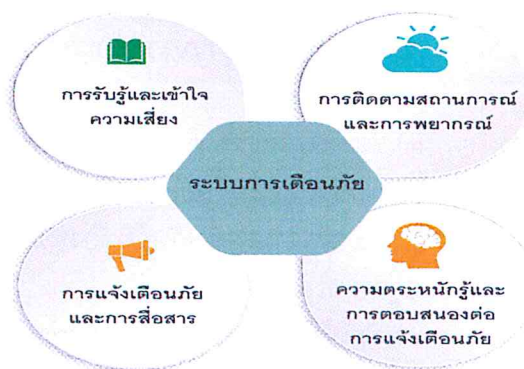 การรับรู้และเข้าใจ
ความเสี่ยง
การติดตามสถานการณ์
และการพยากรณ์
ระบบการเตือนภัย
การแจ้งเตือนภัย
และการสื่อสาร
ความตระหนักรู้และ
การตอบสนองต่อ
การแจ้งเตือนภัย